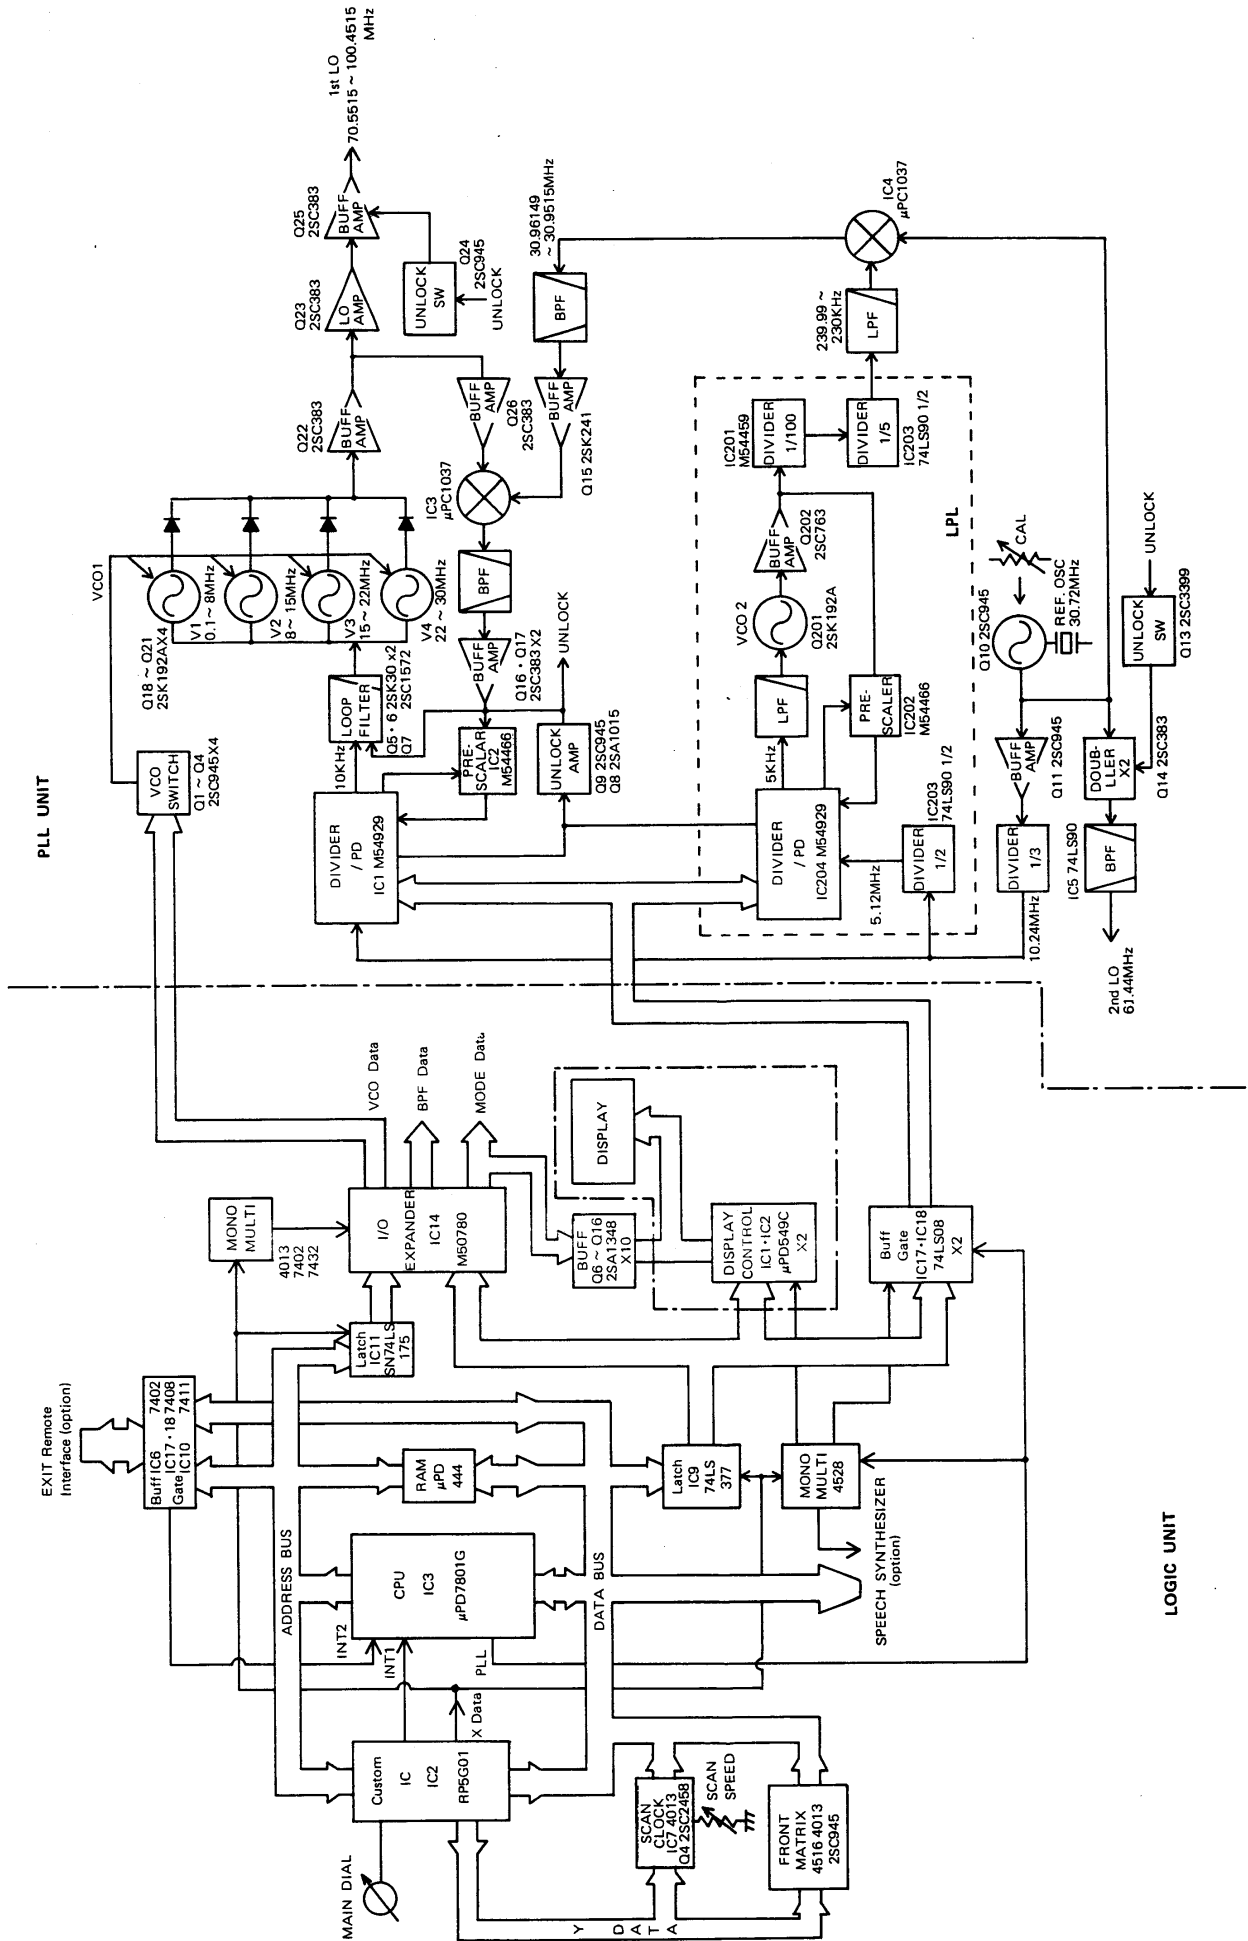 PLL UNIT
VCO
SWITCH
Q1 ~ Q4
2SC945X4
VCO1
Q18 ~ Q21
2SK192AX4
V1
0.1 ~ 8MHz
V2
8 ~ 15MHz
V3
15 ~ 22MHz
V4
22 ~ 30MHz
Q22
2SC383
BUFF
AMP
Q23
2SC383
LO
AMP
Q25
2SC383
BUFF
AMP
1st LO
70.5515 ~ 100.4515
MHz
UNLOCK
SW
Q24
2SC945
UNLOCK
DIVIDER
/ PD
IC1 M54929
10KHz
LOOP
FILTER
Q5 · 6 2SK30 x2
Q7 2SC1572
PRE-
SCALAR
IC2
M54466
BUFF
AMP
Q16 · Q17
2SC383 X2
BPF
IC3
μPC1037
BUFF
AMP
Q26
2SC383
UNLOCK
AMP
Q9 2SC945
Q8 2SA1015
UNLOCK
BUFF
AMP
Q15 2SK241
BPF
30.96149
~ 30.9515MHz
DIVIDER
/ PD
IC204 M54929
5KHz
LPF
VCO 2
Q201
2SK192A
BUFF
AMP
Q202
2SC763
IC201
M54459
DIVIDER
1/100
DIVIDER
1/5
IC203
74LS90 1/2
239.99 ~
230KHz
LPF
IC4
μPC1037
PRE-
SCALER
IC202
M54466
5.12MHz
IC203
74LS90 1/2
DIVIDER
1/2
LPL
10.24MHz
DIVIDER
1/3
IC5 74LS90
BUFF
AMP
Q11 2SC945
Q10 2SC945
REF. OSC
30.72MHz
CAL
2nd LO
61.44MHz
BPF
DOUB-
LLER
X2
Q14 2SC383
UNLOCK
SW
Q13 2SC3399
UNLOCK
LOGIC UNIT
EXIT Remote
Interface (option)
Buff IC6 7402
IC17 · 18 7408
Gate IC10 7411
MONO
MULTI
4013
7402
7432
Latch
IC11
SN74LS
175
I/O
EXPANDER
IC14
M50780
VCO Data
BPF Data
MODE Data
ADDRESS BUS
RAM
μPD
444
CPU
IC3
μPD7801G
INT2
INT1
PLL
X Data
MAIN DIAL
Custom
IC
IC2
RP5G01
BUFF
Q6 ~ Q16
2SA1348
X10
DISPLAY
DISPLAY
CONTROL
IC1 · IC2
μPD549C
X2
DATA BUS
Latch
IC9
74LS
377
MONO
MULTI
4528
Buff
Gate
IC17 · IC18
74LS08
X2
SPEECH SYNTHESIZER
(option)
SCAN
CLOCK
IC7 4013
Q4 2SC2458
SCAN
SPEED
FRONT
MATRIX
4516 4013
2SC945
Y DATA